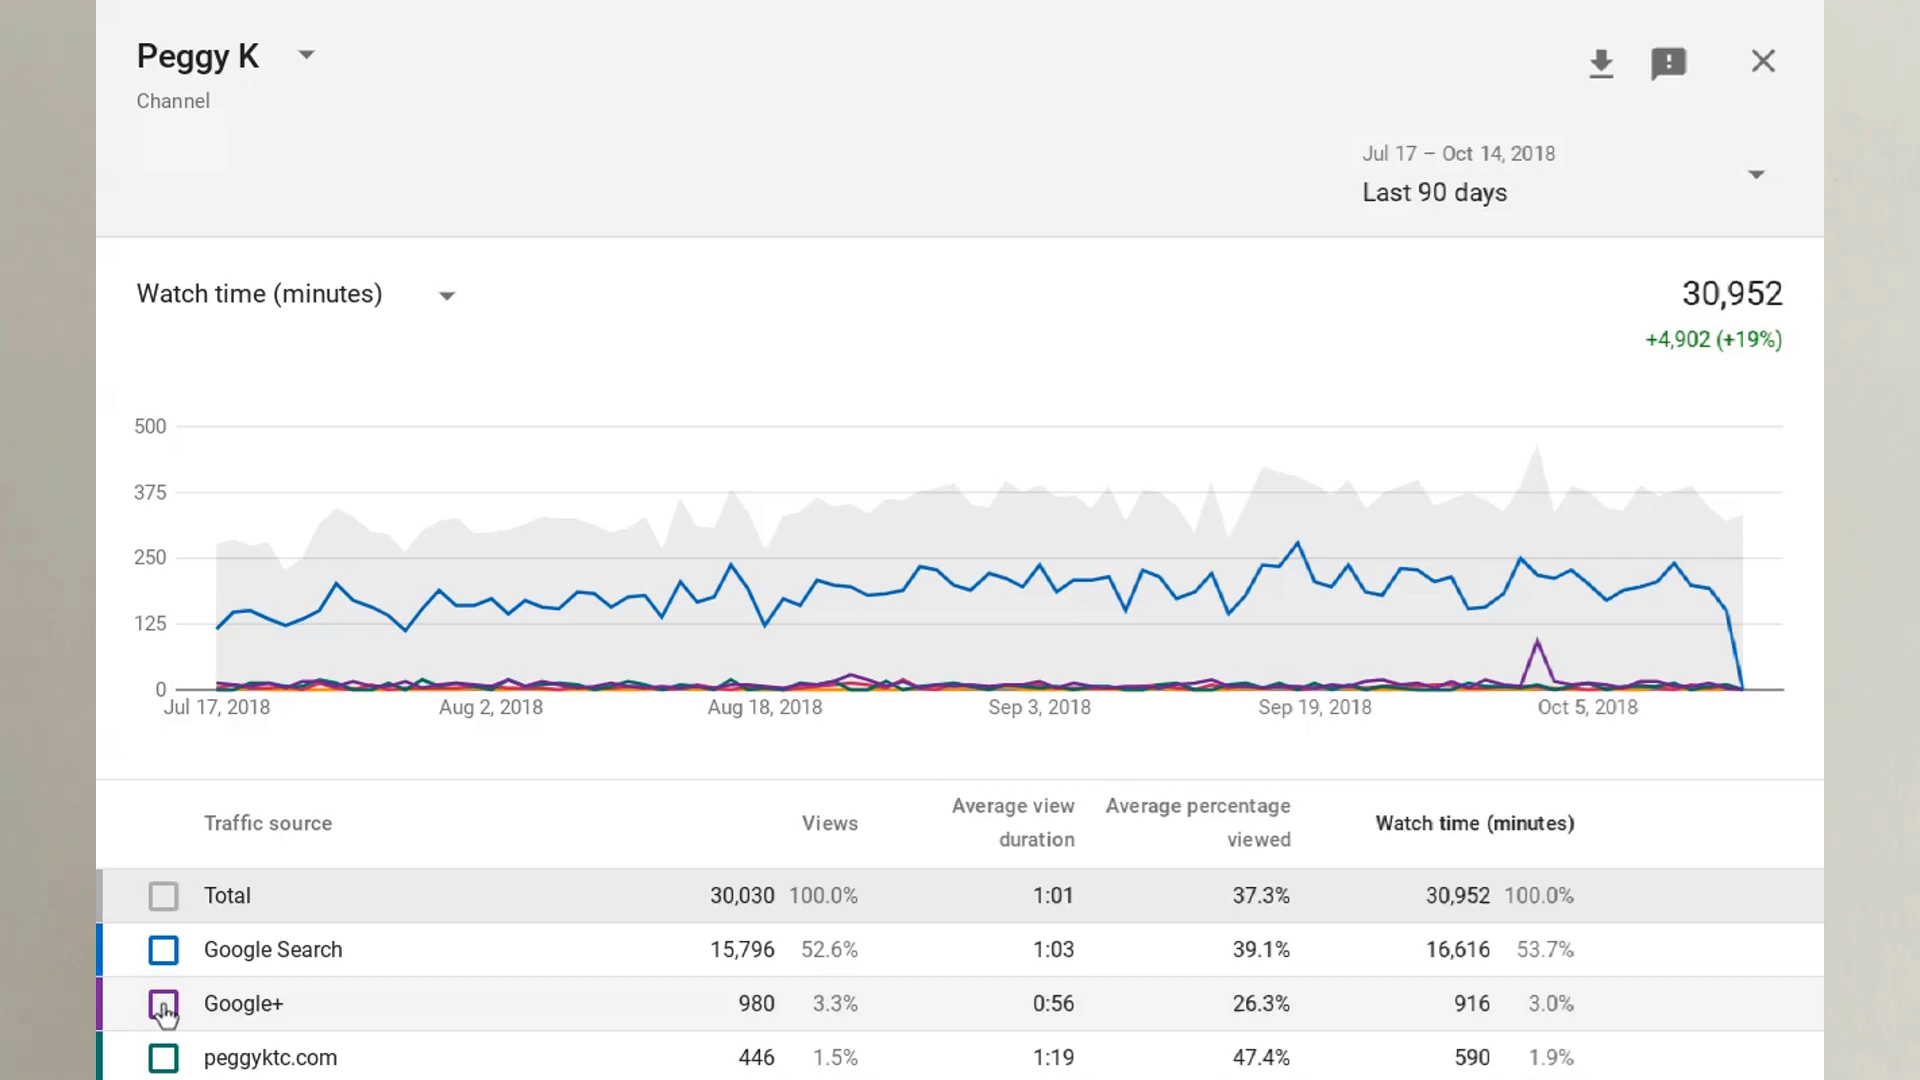 Peggy K
Channel
Jul 17 – Oct 14, 2018
Last 90 days
Watch time (minutes)
30,952
+4,902 (+19%)
500
375
250
125
0
Jul 17, 2018 Aug 2, 2018 Aug 18, 2018 Sep 3, 2018 Sep 19, 2018 Oct 5, 2018
Traffic source Views Average view duration Average percentage viewed Watch time (minutes)
Total 30,030 100.0% 1:01 37.3% 30,952 100.0%
Google Search 15,796 52.6% 1:03 39.1% 16,616 53.7%
Google+ 980 3.3% 0:56 26.3% 916 3.0%
peggyktc.com 446 1.5% 1:19 47.4% 590 1.9%